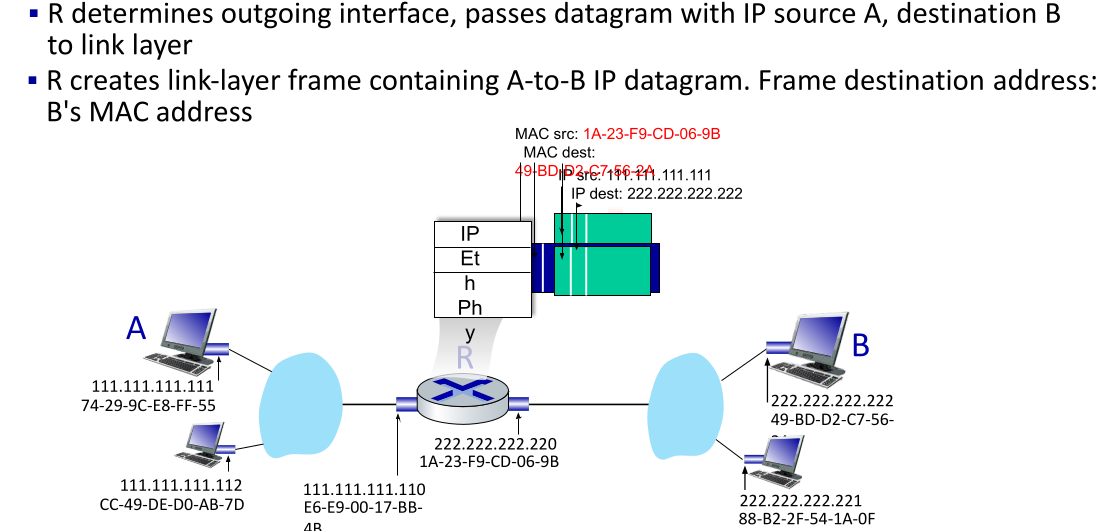 R determines outgoing interface, passes datagram with IP source A, destination B
to link layer
R creates link-layer frame containing A-to-B IP datagram. Frame destination address:
B's MAC address
MAC src: 1A-23-F9-CD-06-9B
MAC dest:
49-BD-D2-C7-56-2A
IP src: 111.111.111.111
IP dest: 222.222.222.222
IP
Et
h
Ph
y
R
A
111.111.111.111
74-29-9C-E8-FF-55
B
222.222.222.222
49-BD-D2-C7-56-
222.222.222.220
1A-23-F9-CD-06-9B
111.111.111.112
CC-49-DE-D0-AB-7D
111.111.111.110
E6-E9-00-17-BB-
4B
222.222.222.221
88-B2-2F-54-1A-0F